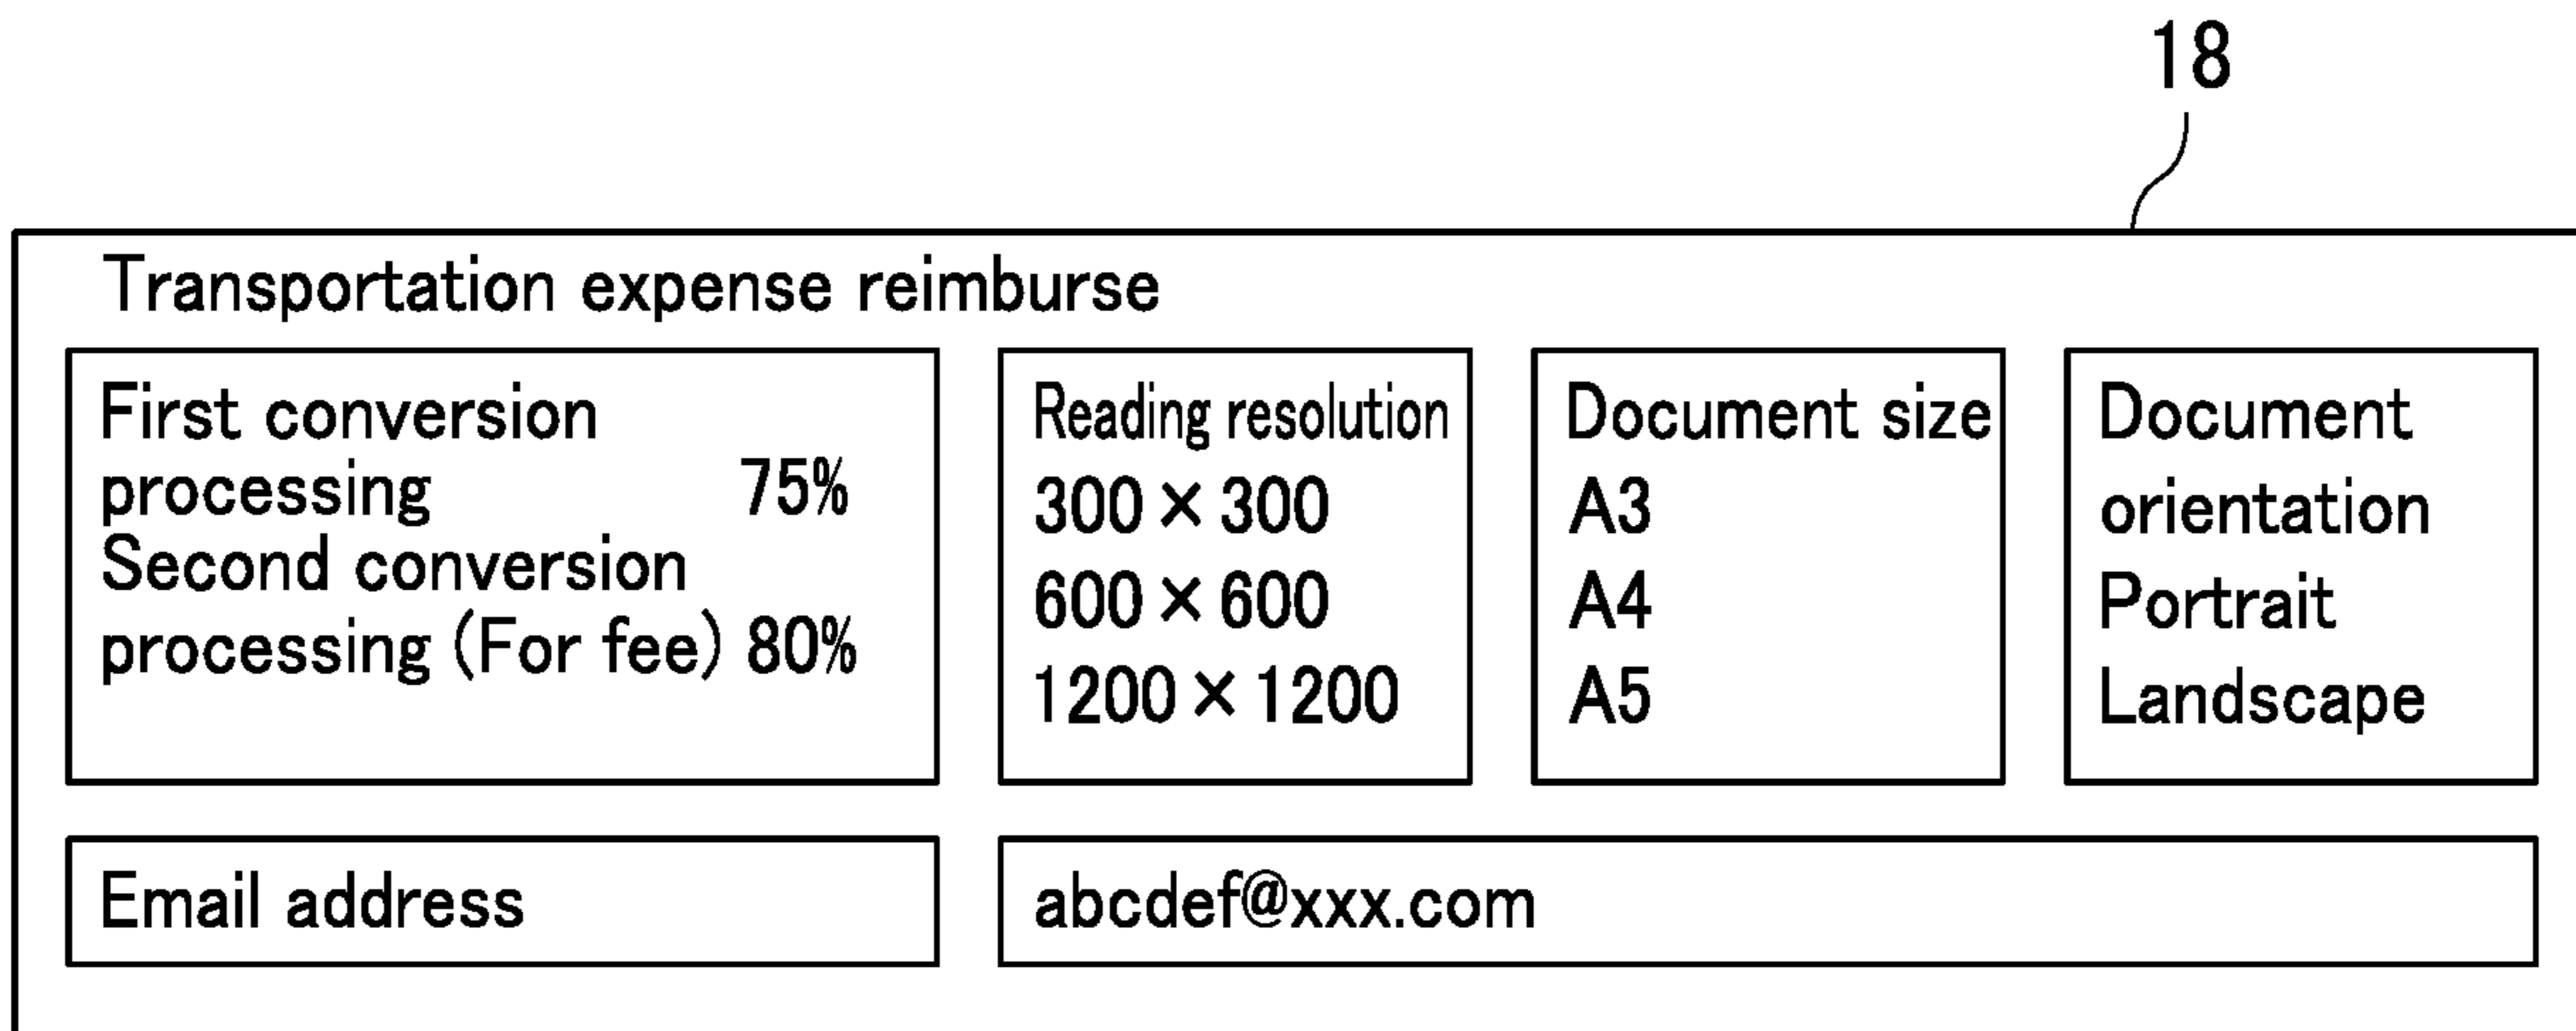 18
Transportation expense reimburse
First conversion
processing 75%
Second conversion
processing (For fee) 80%
Reading resolution
300 × 300
600 × 600
1200 × 1200
Document size
A3
A4
A5
Document
orientation
Portrait
Landscape
Email address
abcdef@xxx.com